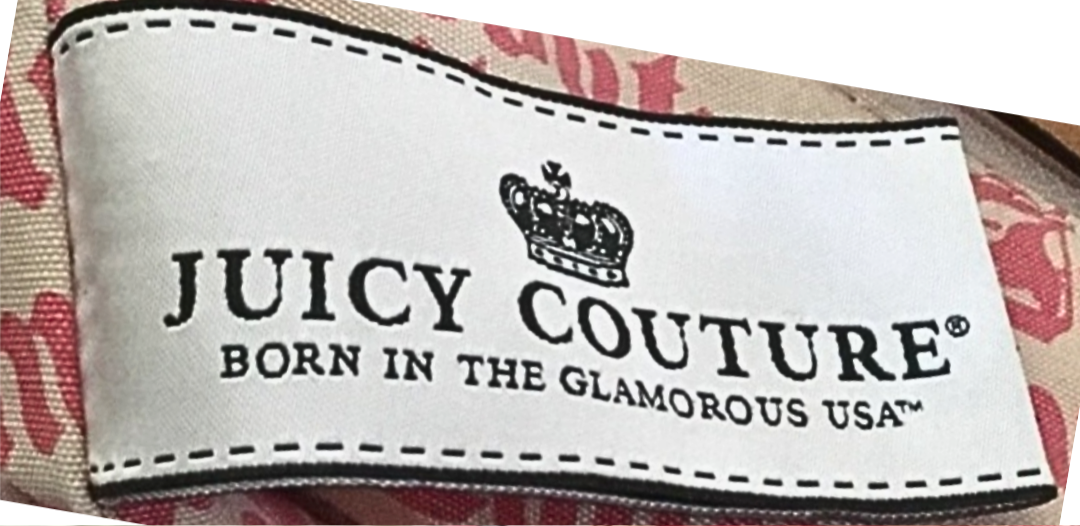 JUICY COUTURE®
BORN IN THE GLAMOROUS USA™